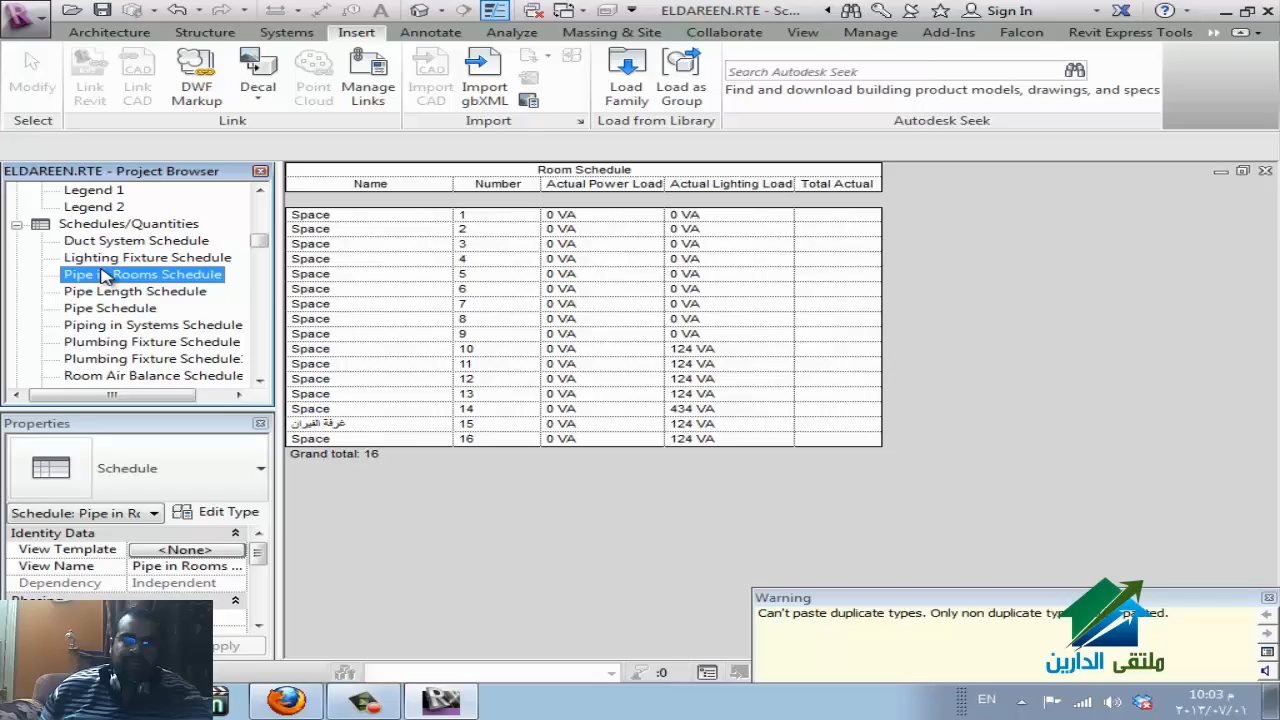 ELDAREEN.RTE - Sc...
Sign In
Architecture Structure Systems Insert Annotate Analyze Massing & Site Collaborate View Manage Add-Ins Falcon Revit Express Tools
Modify
Link Revit
Link CAD
DWF Markup
Decal
Point Cloud
Manage Links
Import CAD
Import gbXML
Load Family
Load as Group
Search Autodesk Seek
Find and download building product models, drawings, and specs
Select Link Import Load from Library Autodesk Seek
ELDAREEN.RTE - Project Browser
Legend 1
Legend 2
Schedules/Quantities
Duct System Schedule
Lighting Fixture Schedule
Pipe in Rooms Schedule
Pipe Length Schedule
Pipe Schedule
Piping in Systems Schedule
Plumbing Fixture Schedule
Plumbing Fixture Schedule
Room Air Balance Schedule
Properties
Schedule
Schedule: Pipe in Ro
Edit Type
Identity Data
View Template <None>
View Name Pipe in Rooms ...
Dependency Independent
Room Schedule
Name Number Actual Power Load Actual Lighting Load Total Actual
Space 1 0 VA 0 VA
Space 2 0 VA 0 VA
Space 3 0 VA 0 VA
Space 4 0 VA 0 VA
Space 5 0 VA 0 VA
Space 6 0 VA 0 VA
Space 7 0 VA 0 VA
Space 8 0 VA 0 VA
Space 9 0 VA 0 VA
Space 10 0 VA 124 VA
Space 11 0 VA 124 VA
Space 12 0 VA 124 VA
Space 13 0 VA 124 VA
Space 14 0 VA 434 VA
غرفة الفيران 15 0 VA 124 VA
Space 16 0 VA 124 VA
Grand total: 16
Warning
Can't paste duplicate types. Only non duplicate
ملتقى الدارين
:0
EN
10:03 م
٢٠١٣/٠٧/٠١